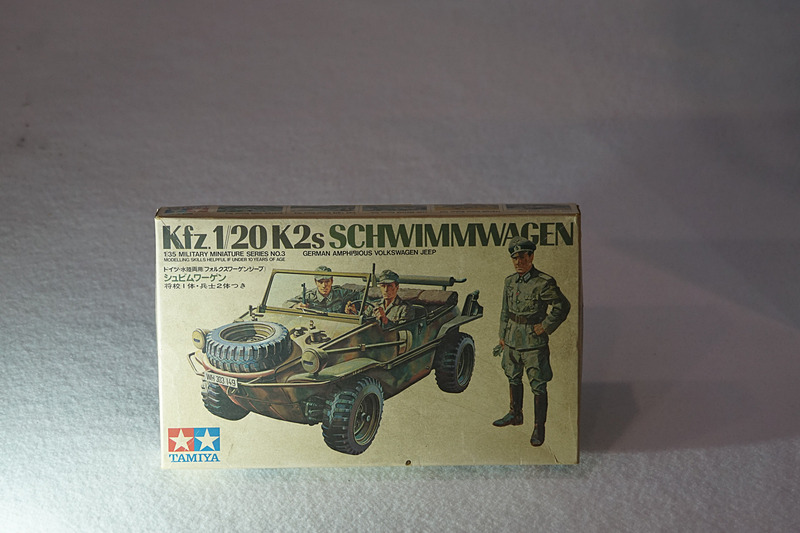 Kfz.1/20 K2s SCHWIMMWAGEN
1:35 MILITARY MINIATURE SERIES NO.3 GERMAN AMPHIBIOUS VOLKSWAGEN JEEP
MODELLING SKILLS HELPFUL IF UNDER 10 YEARS OF AGE
ドイツ・水陸両用フォルクスワーゲンジープ
シュビムワーゲン
将校1体・兵士2体つき
WH 303 149
TAMIYA